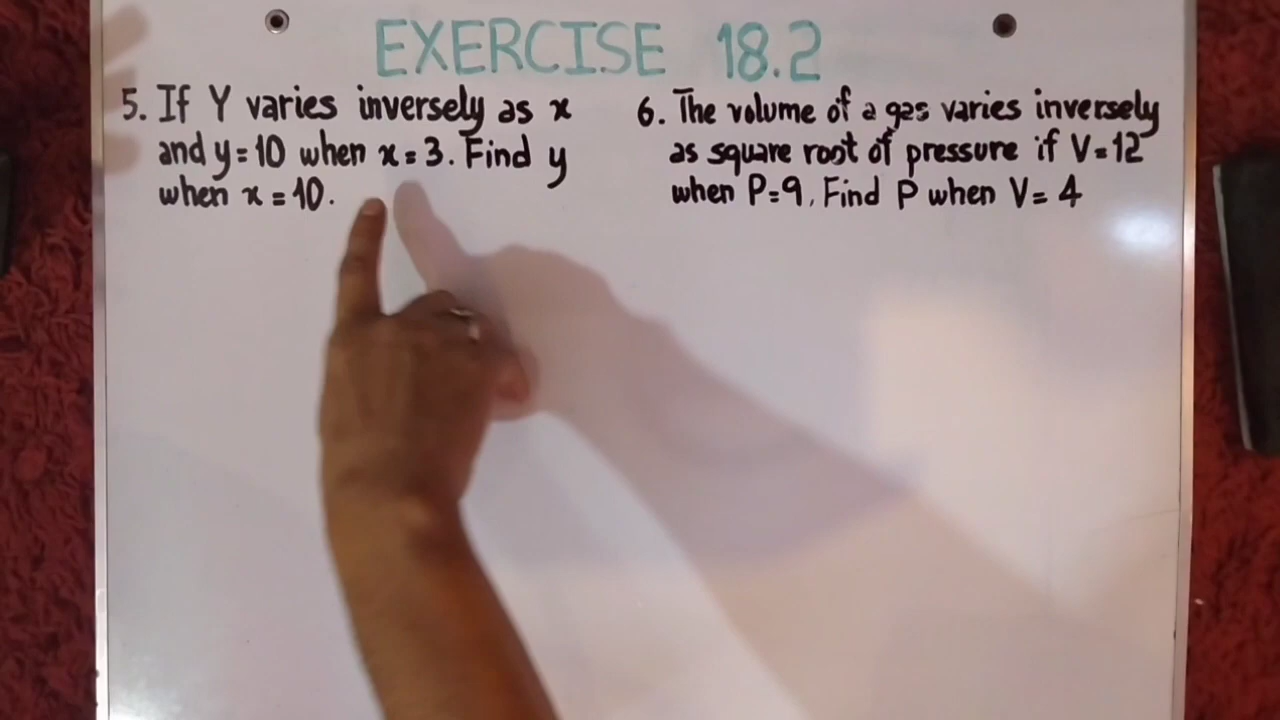 EXERCISE 18.2
5. If Y varies inversely as x
and y = 10 when x = 3. Find y
when x = 10.
6. The volume of a gas varies inversely
as square root of pressure if V = 12
when P = 9, Find P when V = 4